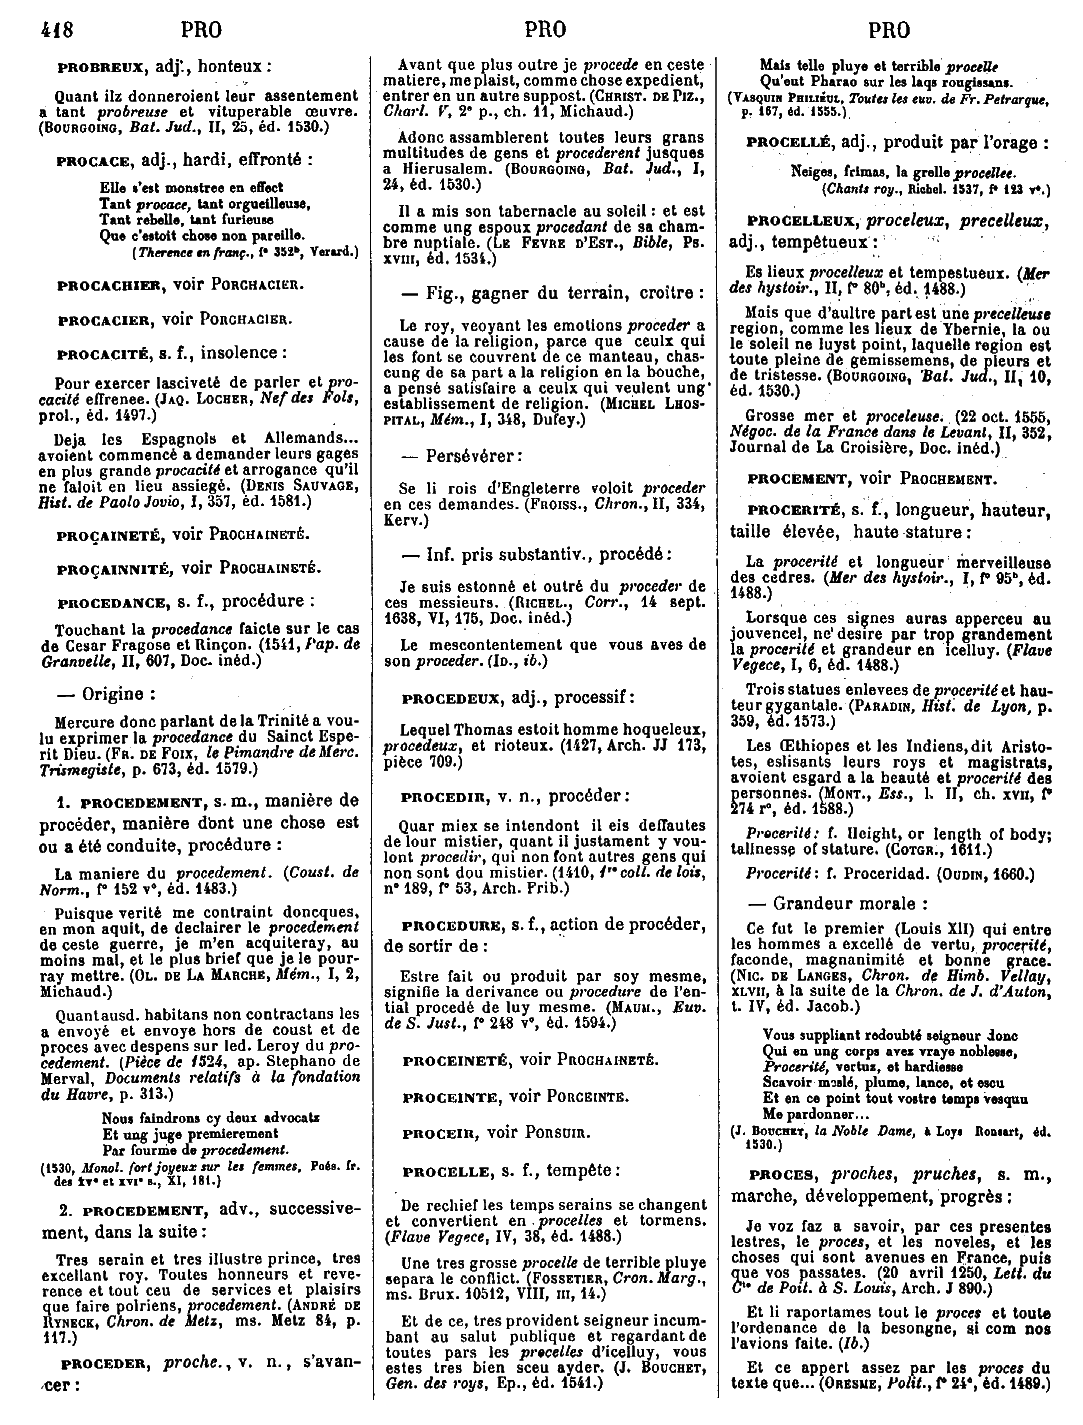 418 PRO PRO PRO
PROBREUX, adj., honteux :
Quant ilz donneroient leur assentement
a tant probreuse et vituperable œuvre.
(BOURGOING, Bat. Jud., II, 25, éd. 1530.)
PROCACE, adj., hardi, effronté :
Elle s'est monstree en effect
Tant procace, tant orgueilleuse,
Tant rebelle, tant furieuse
Que c'estoit chose non pareille.
(Therence en franç., f° 352ᵇ, Verard.)
PROCACHIER, voir PORCHACIER.
PROCACIER, voir PORCHACIER.
PROCACITÉ, s. f., insolence :
Pour exercer lasciveté de parler et pro-
cacité effrenee. (JAQ. LOCHER, Nef des Fols,
prol., éd. 1497.)
Deja les Espagnols et Allemands...
avoient commencé a demander leurs gages
en plus grande procacité et arrogance qu'il
ne faloit en lieu assiegé. (DENIS SAUVAGE,
Hist. de Paolo Jovio, I, 357, éd. 1581.)
PROÇAINETÉ, voir PROCHAINETÉ.
PROÇAINNITÉ, voir PROCHAINETÉ.
PROCEDANCE, s. f., procédure :
Touchant la procedance faicte sur le cas
de Cesar Fragose et Rinçon. (1541, Pap. de
Granvelle, II, 607, Doc. inéd.)
— Origine :
Mercure donc parlant de la Trinité a vou-
lu exprimer la procedance du Sainct Espe-
rit Dieu. (FR. DE FOIX, le Pimandre de Merc.
Trismegiste, p. 673, éd. 1579.)
1. PROCEDEMENT, s. m., manière de
procéder, manière dont une chose est
ou a été conduite, procédure :
La maniere du procedement. (Coust. de
Norm., f° 152 v°, éd. 1483.)
Puisque verité me contraint doncques,
en mon aquit, de declairer le procedement
de ceste guerre, je m'en acquiteray, au
moins mal, et le plus brief que je le pour-
ray mettre. (OL. DE LA MARCHE, Mém., I, 2,
Michaud.)
Quant ausd. habitans non contractans les
a envoyé et envoye hors de coust et de
proces avec despens sur led. Leroy du pro-
cedement. (Pièce de 1524, ap. Stephano de
Merval, Documents relatifs à la fondation
du Havre, p. 313.)
Nous faindrons cy deux advocats
Et ung juge premierement
Par fourme de procedement.
(1530, Monol. fort joyeux sur les femmes, Poés. fr.
des XVᵉ et XVIᵉ s., XI, 181.)
2. PROCEDEMENT, adv., successive-
ment, dans la suite :
Tres serain et tres illustre prince, tres
excellant roy. Toutes honneurs et reve-
rence et tout ceu de services et plaisirs
que faire polriens, procedement. (ANDRÉ DE
RYNECK, Chron. de Metz, ms. Metz 84, p.
117.)
PROCEDER, proche., v. n., s'avan-
cer :
Avant que plus outre je procede en ceste
matiere, me plaist, comme chose expedient,
entrer en un autre suppost. (CHRIST. DE PIZ.,
Charl. V, 2ᵉ p., ch. 11, Michaud.)
Adonc assamblerent toutes leurs grans
multitudes de gens et procederent jusques
a Hierusalem. (BOURGOING, Bat. Jud., I,
24, éd. 1530.)
Il a mis son tabernacle au soleil : et est
comme ung espoux procedant de sa cham-
bre nuptiale. (LE FEVRE D'EST., Bible, Ps.
XVIII, éd. 1534.)
— Fig., gagner du terrain, croître :
Le roy, veoyant les emotions proceder a
cause de la religion, parce que ceulx qui
les font se couvrent de ce manteau, chas-
cung de sa part a la religion en la bouche,
a pensé satisfaire a ceulx qui veulent ung
establissement de religion. (MICHEL LHOS-
PITAL, Mém., I, 348, Dufey.)
— Persévérer :
Se li rois d'Engleterre voloit proceder
en ces demandes. (FROISS., Chron., II, 334,
Kerv.)
— Inf. pris substantiv., procédé :
Je suis estonné et outré du proceder de
ces messieurs. (RICHEL., Corr., 14 sept.
1638, VI, 175, Doc. inéd.)
Le mescontentement que vous aves de
son proceder. (ID., ib.)
PROCEDEUX, adj., processif :
Lequel Thomas estoit homme hoqueleux,
procedeux, et rioteux. (1427, Arch. JJ 173,
pièce 709.)
PROCEDIR, v. n., procéder :
Quar miex se intendont il eis deffautes
de lour mistier, quant il justament y vou-
lont procedir, qui non font autres gens qui
non sont dou mistier. (1410, 1ʳᵉ coll. de lois,
n° 189, f° 53, Arch. Frib.)
PROCEDURE, s. f., action de procéder,
de sortir de :
Estre fait ou produit par soy mesme,
signifie la derivance ou procedure de l'en-
tial procedé de luy mesme. (MAUM., Euv.
de S. Just., f° 248 v°, éd. 1594.)
PROCEINETÉ, voir PROCHAINETÉ.
PROCEINTE, voir PORCEINTE.
PROCEIR, voir PONSOIR.
PROCELLE, s. f., tempête :
De rechief les temps serains se changent
et convertient en procelles et tormens.
(Flave Vegece, IV, 38, éd. 1488.)
Une tres grosse procelle de terrible pluye
separa le conflict. (FOSSETIER, Cron. Marg.,
ms. Brux. 10512, VIII, III, 14.)
Et de ce, tres provident seigneur incum-
bant au salut publique et regardant de
toutes pars les procelles d'icelluy, vous
estes tres bien sceu ayder. (J. BOUCHET,
Gen. des roys, Ep., éd. 1541.)
Mais telle pluye et terrible procelle
Qu'eut Pharao sur les laqs rougissans.
(VASQUIN PHILIEUL, Toutes les euv. de Fr. Petrarque,
p. 167, éd. 1555.)
PROCELLÉ, adj., produit par l'orage :
Neiges, frimas, la grelle procellee.
(Chants roy., Richel. 1537, f° 123 v°.)
PROCELLEUX, proceleux, precelleux,
adj., tempêtueux :
Es lieux procelleux et tempestueux. (Mer
des hystoir., II, f° 80ᵇ, éd. 1488.)
Mais que d'aultre part est une precelleuse
region, comme les lieux de Ybernie, la ou
le soleil ne luyst point, laquelle region est
toute pleine de gemissemens, de pleurs et
de tristesse. (BOURGOING, Bat. Jud., II, 10,
éd. 1530.)
Grosse mer et proceleuse. (22 oct. 1555,
Négoc. de la France dans le Levant, II, 352,
Journal de La Croisière, Doc. inéd.)
PROCEMENT, voir PROCHEMENT.
PROCERITÉ, s. f., longueur, hauteur,
taille élevée, haute stature :
La procerité et longueur merveilleuse
des cedres. (Mer des hystoir., I, f° 95ᵇ, éd.
1488.)
Lorsque ces signes auras apperceu au
jouvencel, ne desire par trop grandement
la procerité et grandeur en icelluy. (Flave
Vegece, I, 6, éd. 1488.)
Trois statues enlevees de procerité et hau-
teur gygantale. (PARADIN, Hist. de Lyon, p.
359, éd. 1573.)
Les Œthiopes et les Indiens, dit Aristo-
tes, eslisants leurs roys et magistrats,
avoient esgard a la beauté et procerité des
personnes. (MONT., Ess., l. II, ch. XVII, f°
274 r°, éd. 1588.)
Procerité : f. Height, or length of body;
tallnesse of stature. (COTGR., 1611.)
Procerité : f. Proceridad. (OUDIN, 1660.)
— Grandeur morale :
Ce fut le premier (Louis XII) qui entre
les hommes a excellé de vertu, procerité,
faconde, magnanimité et bonne grace.
(NIC. DE LANGES, Chron. de Himb. Vellay,
XLVII, à la suite de la Chron. de J. d'Auton,
t. IV, éd. Jacob.)
Vous suppliant redoubté seigneur donc
Qui en ung corps avez vraye noblesse,
Procerité, vertus, et hardiesse
Scavoir meslé, plume, lance, et escu
Et en ce point tout vostre temps vesquu
Me pardonner...
(J. BOUCHET, la Noble Dame, à Loys Ronsart, éd.
1530.)
PROCES, proches, pruches, s. m.,
marche, développement, progrès :
Je voz faz a savoir, par ces presentes
lestres, le proces, et les noveles, et les
choses qui sont avenues en France, puis
que vos passates. (20 avril 1250, Lett. du
Cᵗᵉ de Poit. à S. Louis, Arch. J 890.)
Et li raportames tout le proces et toute
l'ordenance de la besongne, si com nos
l'avions faite. (Ib.)
Et ce appert assez par les proces du
texte que... (ORESME, Polit., f° 24ᵃ, éd. 1489.)